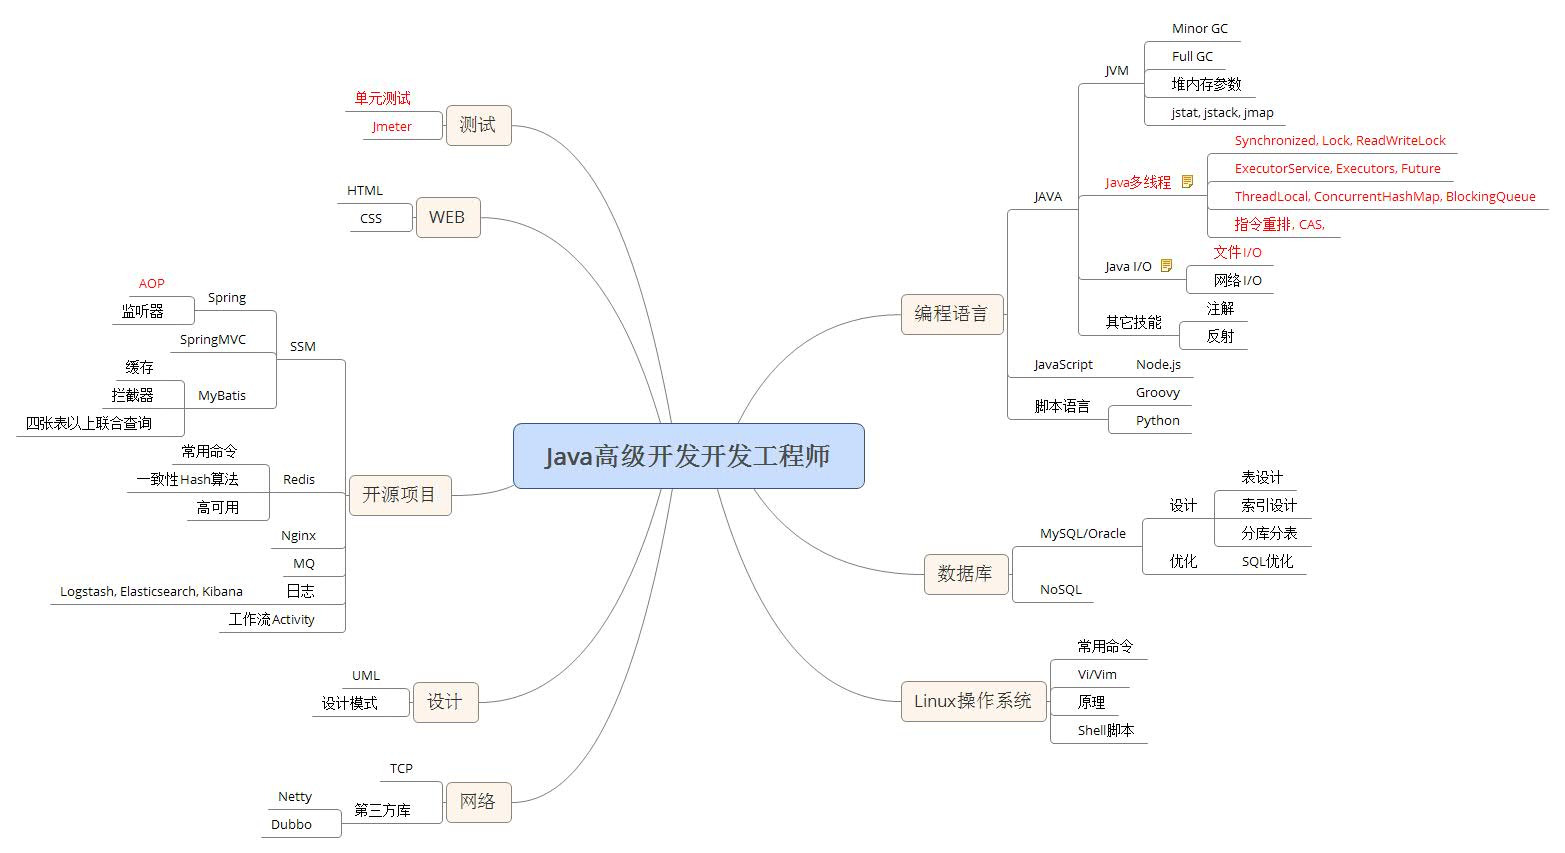 Java高级开发开发工程师
测试
单元测试
Jmeter
WEB
HTML
CSS
开源项目
SSM
Spring
AOP
监听器
SpringMVC
MyBatis
缓存
拦截器
四张表以上联合查询
Redis
常用命令
一致性Hash算法
高可用
Nginx
MQ
日志
Logstash, Elasticsearch, Kibana
工作流Activity
设计
UML
设计模式
网络
TCP
第三方库
Netty
Dubbo
编程语言
JAVA
JVM
Minor GC
Full GC
堆内存参数
jstat, jstack, jmap
Java多线程
Synchronized, Lock, ReadWriteLock
ExecutorService, Executors, Future
ThreadLocal, ConcurrentHashMap, BlockingQueue
指令重排, CAS,
Java I/O
文件I/O
网络I/O
其它技能
注解
反射
JavaScript
Node.js
脚本语言
Groovy
Python
数据库
MySQL/Oracle
设计
表设计
索引设计
分库分表
优化
SQL优化
NoSQL
Linux操作系统
常用命令
Vi/Vim
原理
Shell脚本